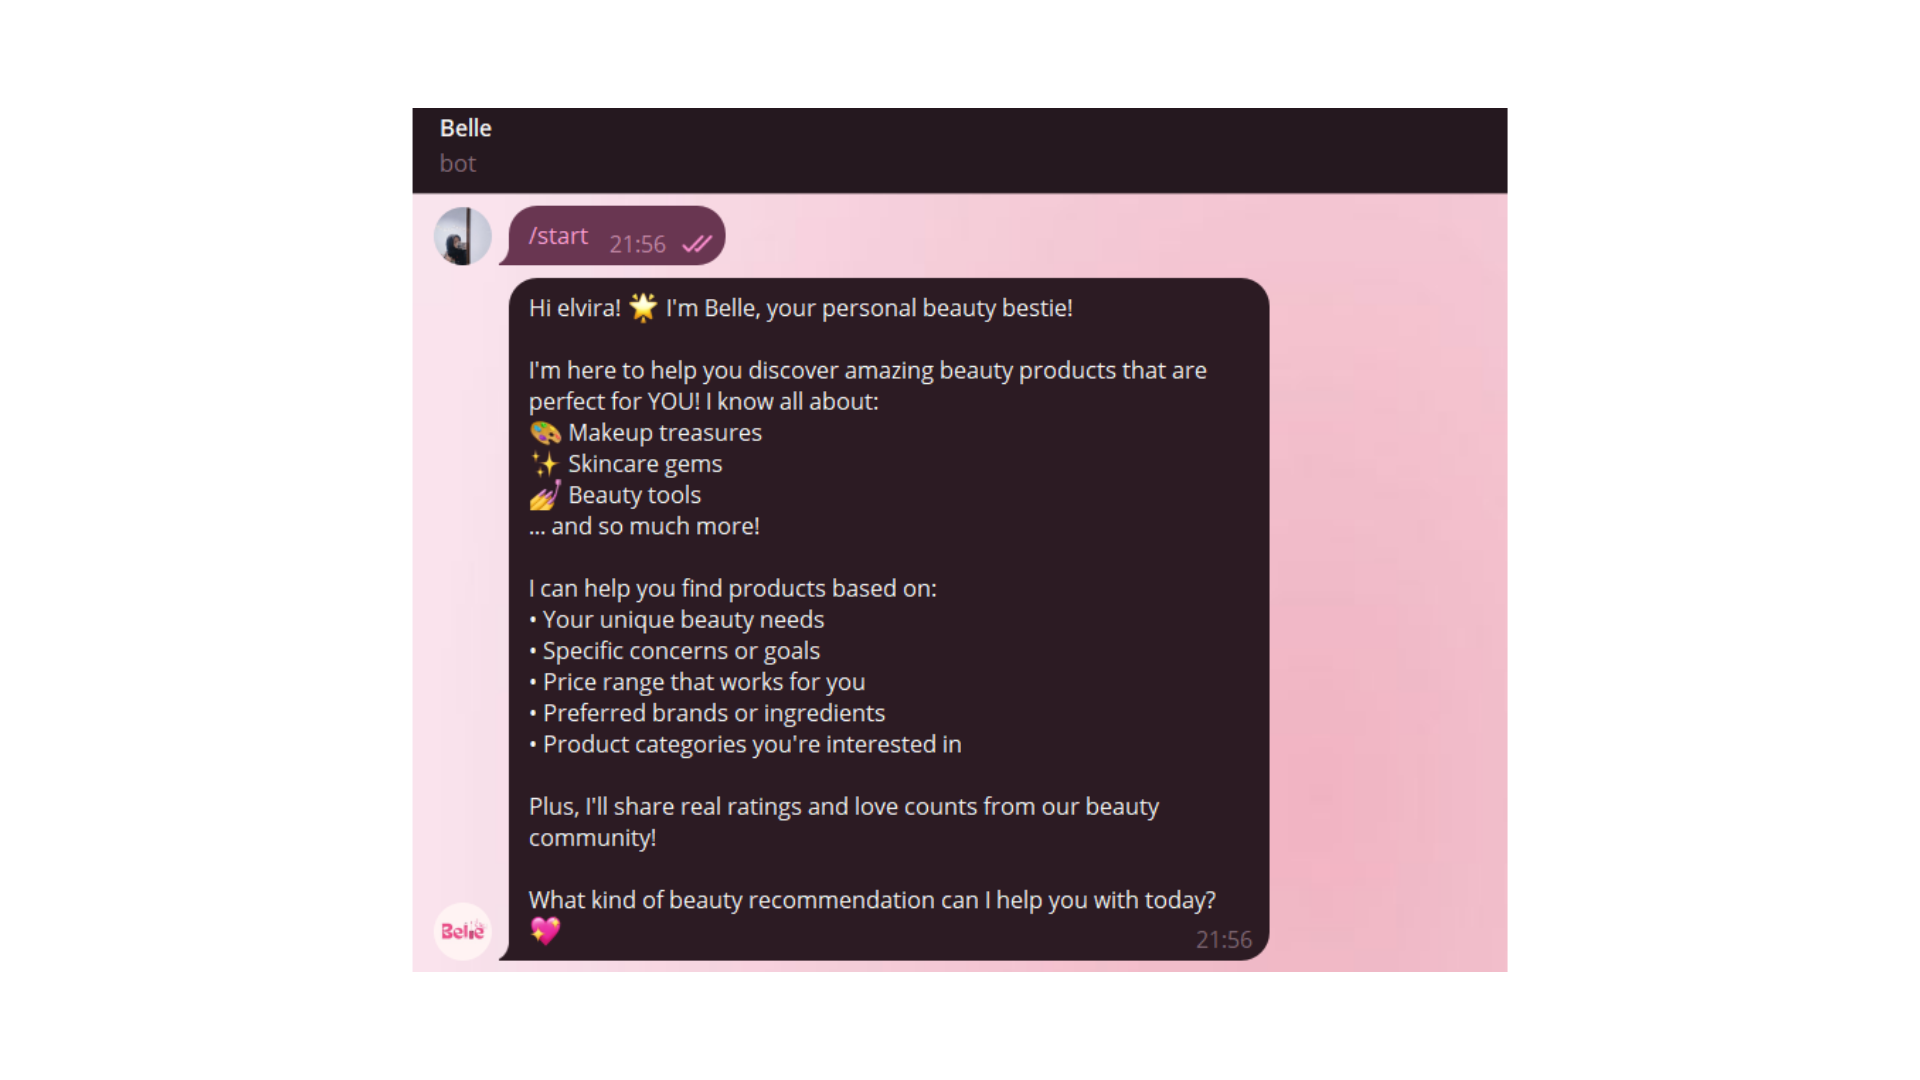 Belle
bot
/start 21:56
Hi elvira! 🌟 I'm Belle, your personal beauty bestie!
I'm here to help you discover amazing beauty products that are
perfect for YOU! I know all about:
🎨 Makeup treasures
✨ Skincare gems
💅 Beauty tools
... and so much more!
I can help you find products based on:
• Your unique beauty needs
• Specific concerns or goals
• Price range that works for you
• Preferred brands or ingredients
• Product categories you're interested in
Plus, I'll share real ratings and love counts from our beauty
community!
What kind of beauty recommendation can I help you with today?
💖
Belle 21:56